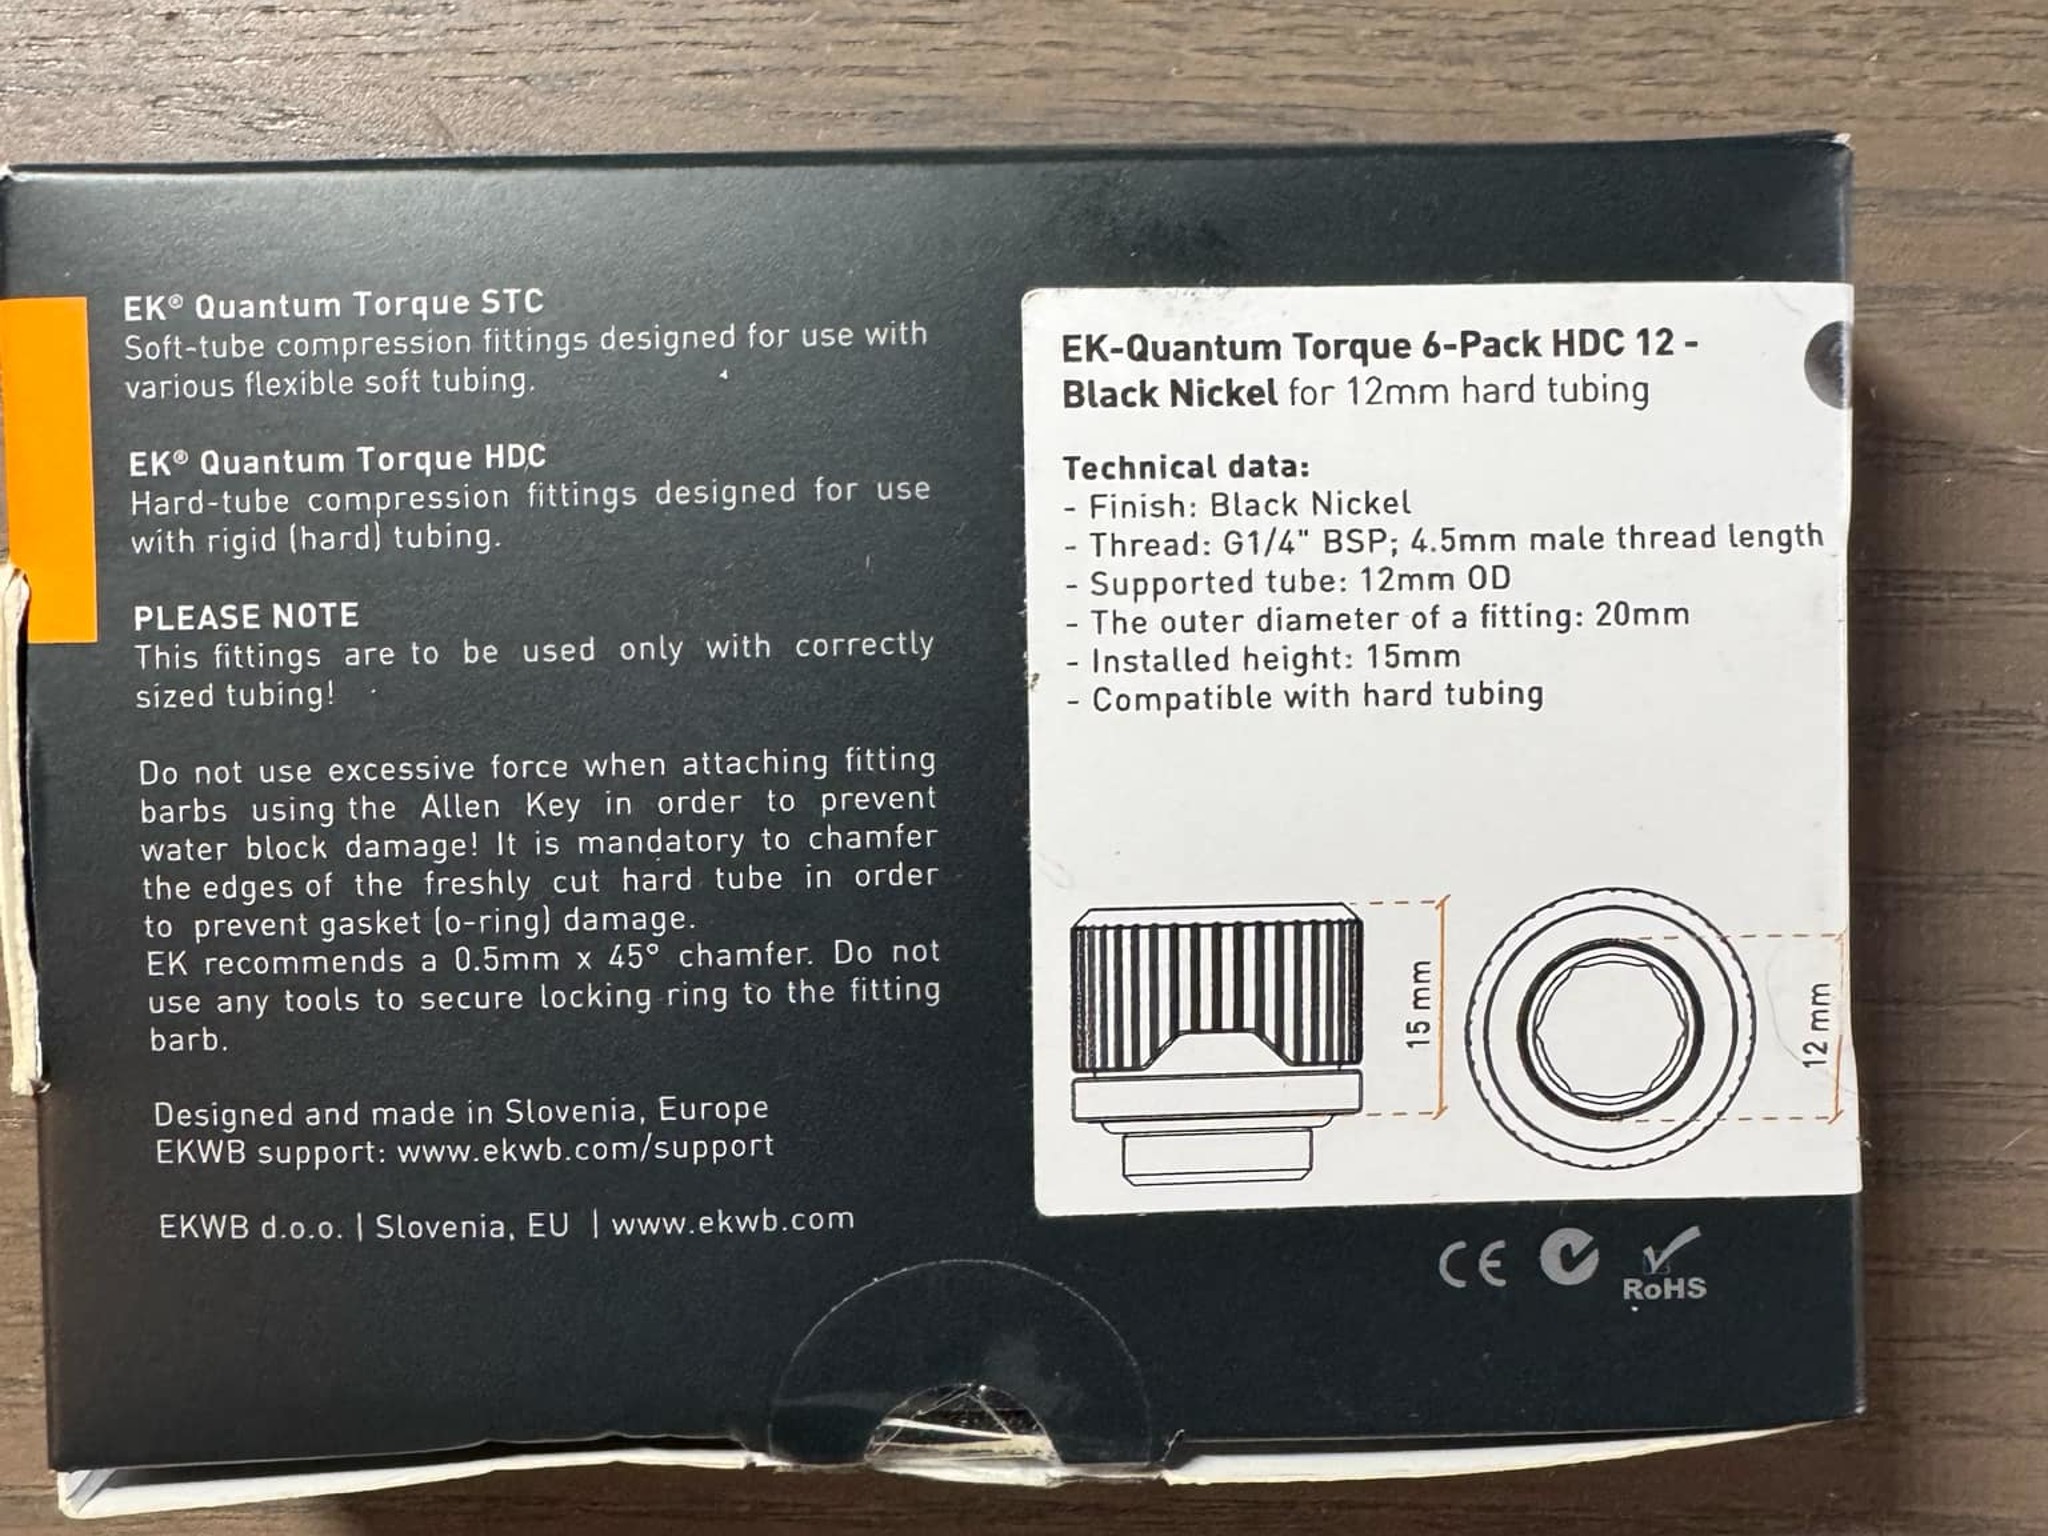 EK® Quantum Torque STC
Soft-tube compression fittings designed for use with
various flexible soft tubing.
EK® Quantum Torque HDC
Hard-tube compression fittings designed for use
with rigid (hard) tubing.
PLEASE NOTE
This fittings are to be used only with correctly
sized tubing!
Do not use excessive force when attaching fitting
barbs using the Allen Key in order to prevent
water block damage! It is mandatory to chamfer
the edges of the freshly cut hard tube in order
to prevent gasket (o-ring) damage.
EK recommends a 0.5mm x 45° chamfer. Do not
use any tools to secure locking ring to the fitting
barb.
Designed and made in Slovenia, Europe
EKWB support: www.ekwb.com/support
EKWB d.o.o. | Slovenia, EU | www.ekwb.com
EK-Quantum Torque 6-Pack HDC 12 -
Black Nickel for 12mm hard tubing
Technical data:
- Finish: Black Nickel
- Thread: G1/4" BSP; 4.5mm male thread length
- Supported tube: 12mm OD
- The outer diameter of a fitting: 20mm
- Installed height: 15mm
- Compatible with hard tubing
15 mm
12 mm
CE
RoHS